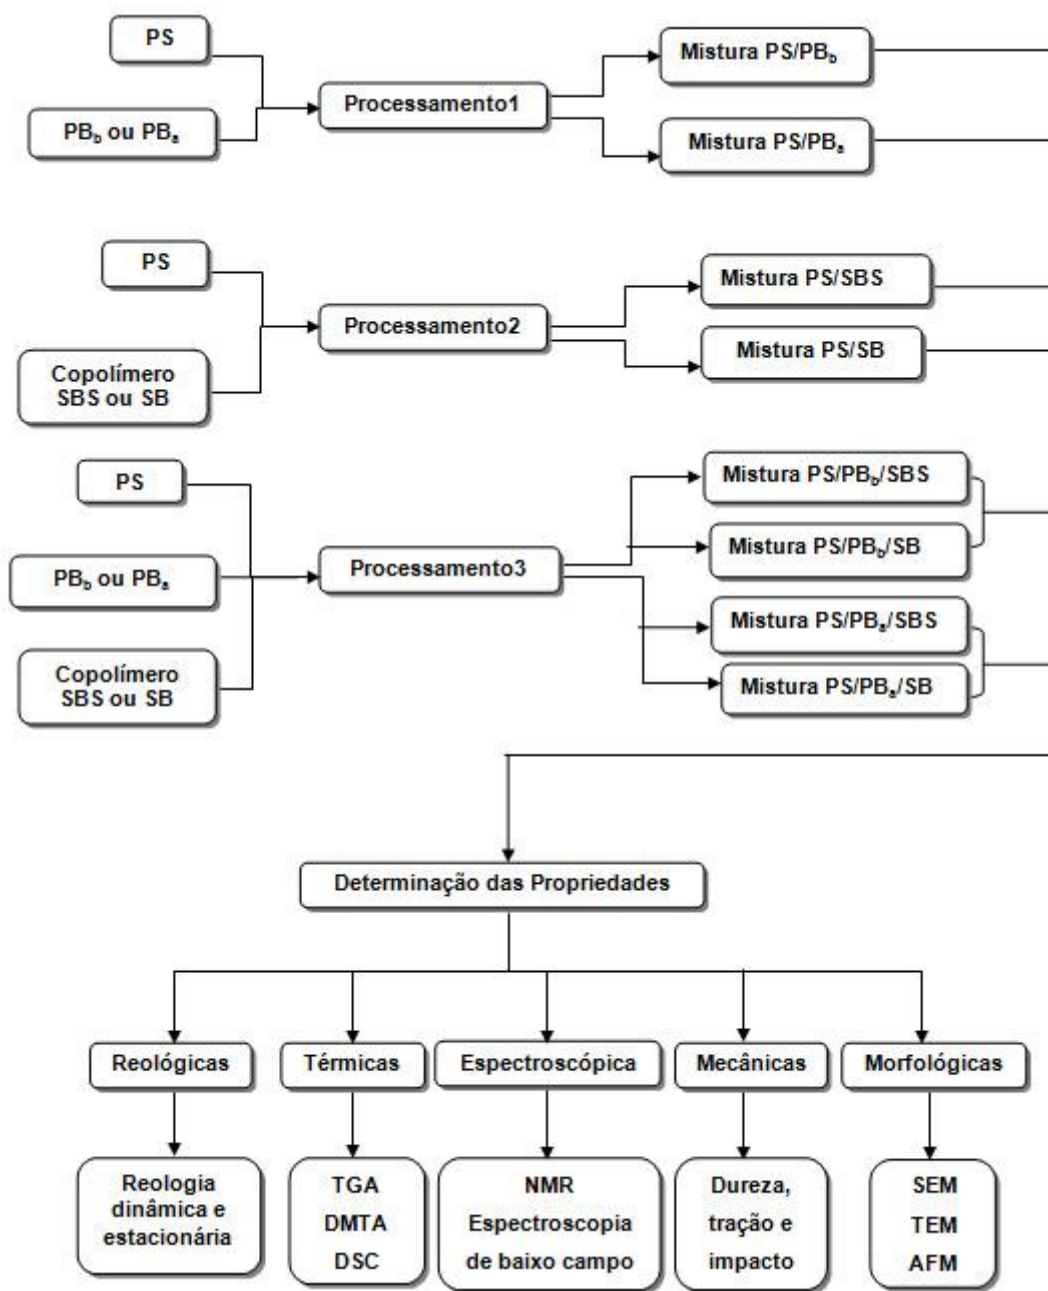 PS
PBb ou PBa
Processamento1
Mistura PS/PBb
Mistura PS/PBa
PS
Copolímero
SBS ou SB
Processamento2
Mistura PS/SBS
Mistura PS/SB
PS
PBb ou PBa
Copolímero
SBS ou SB
Processamento3
Mistura PS/PBb/SBS
Mistura PS/PBb/SB
Mistura PS/PBa/SBS
Mistura PS/PBa/SB
Determinação das Propriedades
Reológicas
Térmicas
Espectroscópica
Mecânicas
Morfológicas
Reologia
dinâmica e
estacionária
TGA
DMTA
DSC
NMR
Espectroscopia
de baixo campo
Dureza,
tração e
impacto
SEM
TEM
AFM